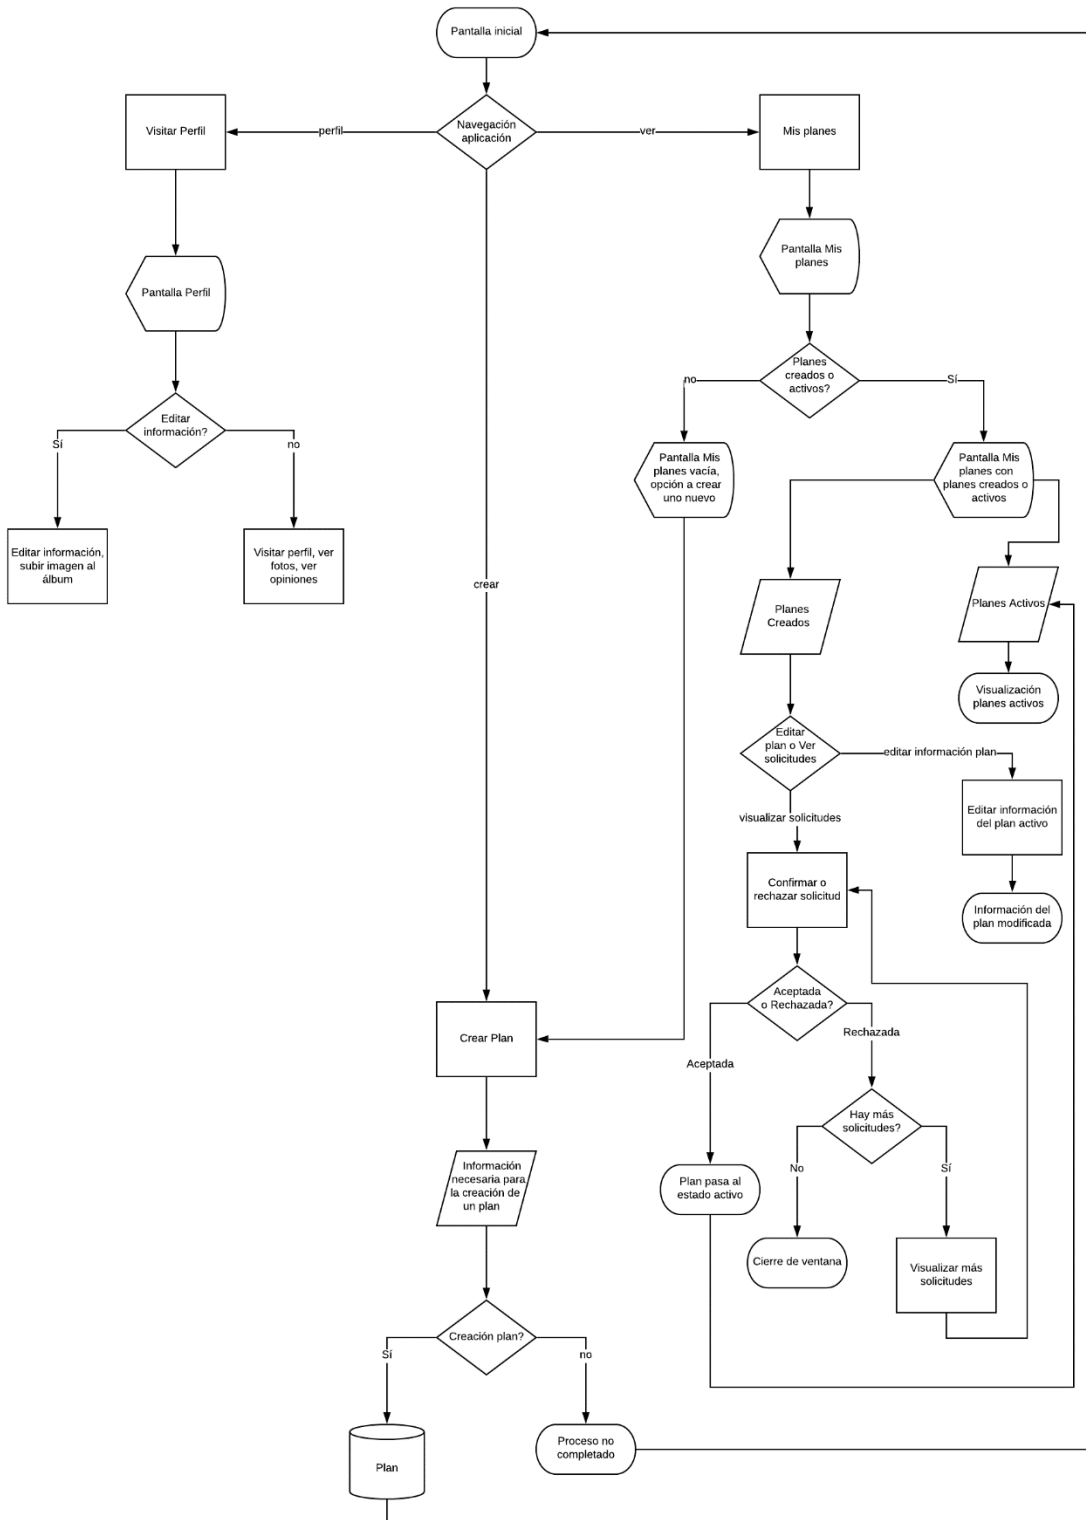 Pantalla inicial
Visitar Perfil
perfil
Navegación
aplicación
ver
Mis planes
Pantalla Mis
planes
Pantalla Perfil
Planes
creados o
activos?
no
Sí
Editar
información?
Sí
no
Pantalla Mis
planes vacía,
opción a crear
uno nuevo
Pantalla Mis
planes con
planes creados o
activos
Editar información,
subir imagen al
álbum
Visitar perfil, ver
fotos, ver
opiniones
crear
Planes
Creados
Planes Activos
Visualización
planes activos
Editar
plan o Ver
solicitudes
editar información plan
visualizar solicitudes
Editar información
del plan activo
Confirmar o
rechazar solicitud
Información del
plan modificada
Aceptada
o Rechazada?
Rechazada
Aceptada
Crear Plan
Hay más
solicitudes?
No
Sí
Información
necesaria para
la creación de
un plan
Plan pasa al
estado activo
Cierre de ventana
Visualizar más
solicitudes
Creación plan?
Sí
no
Plan
Proceso no
completado